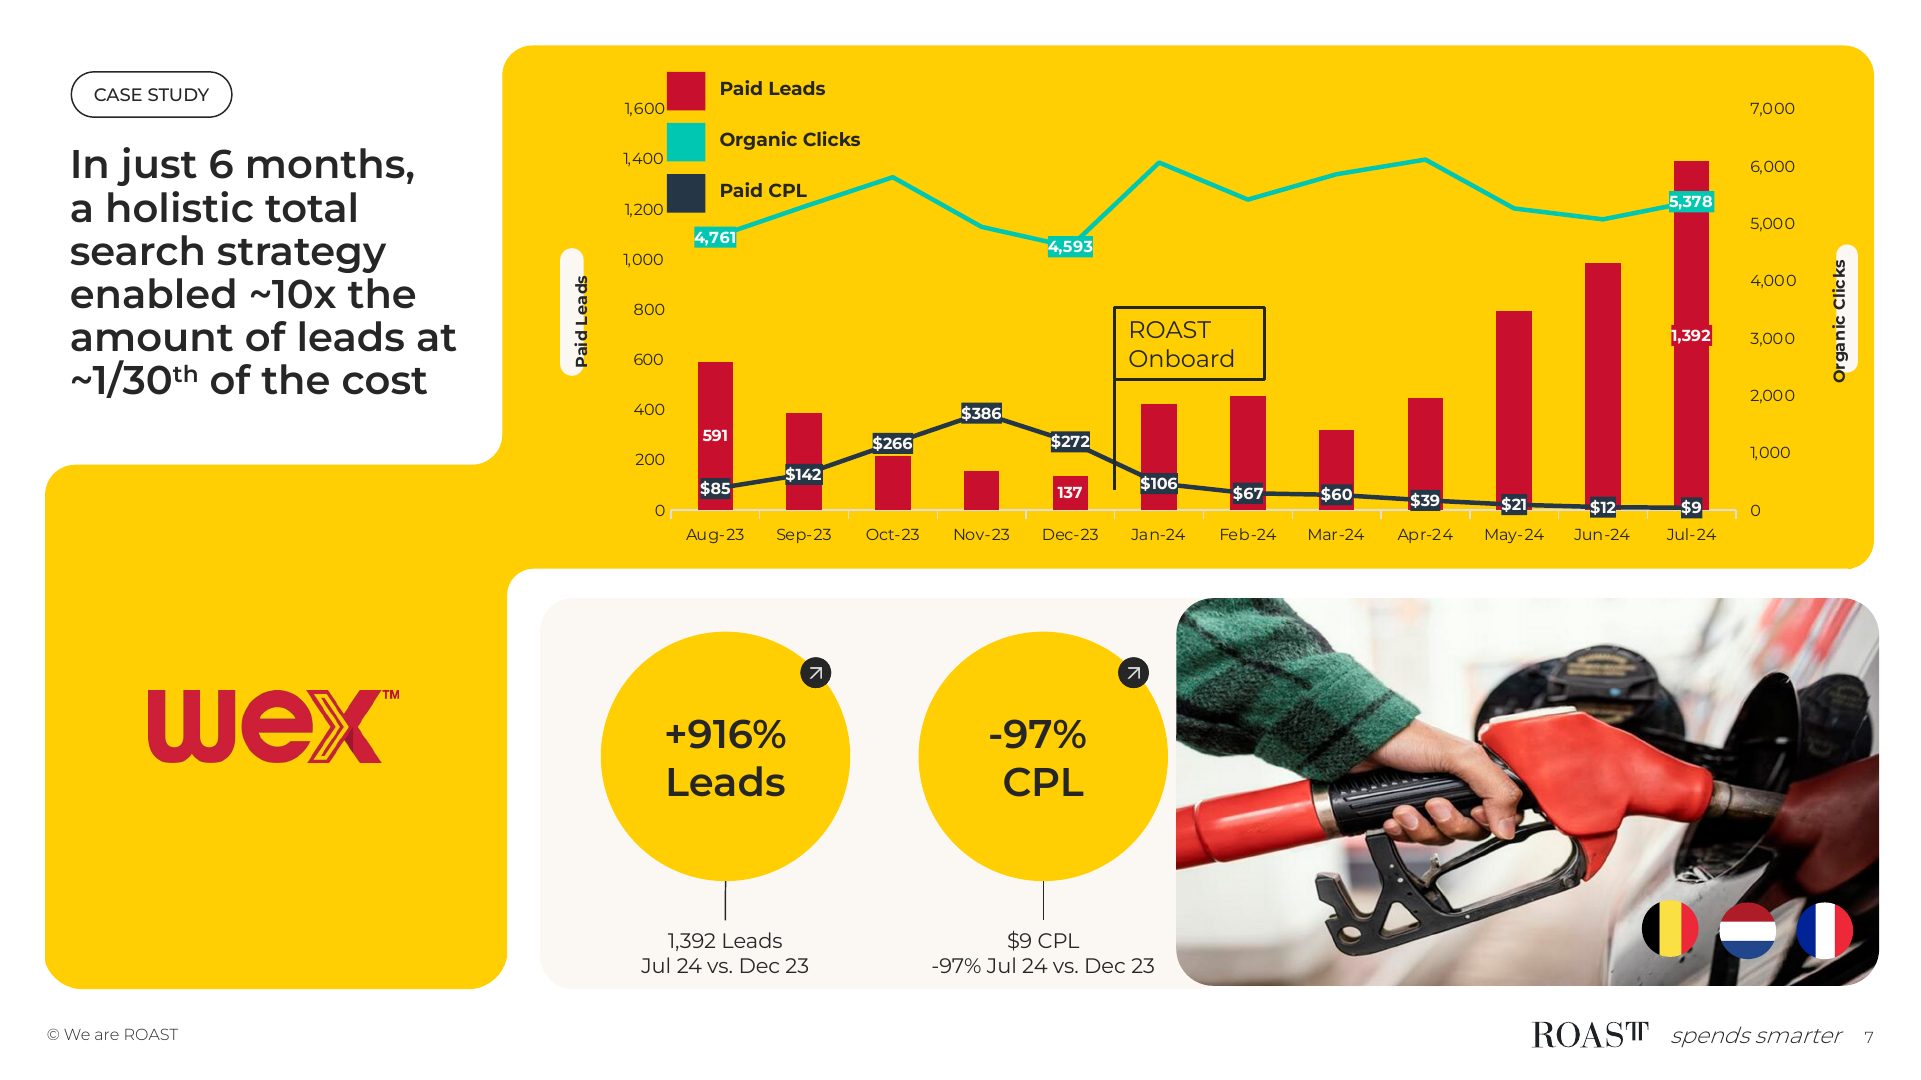 CASE STUDY
In just 6 months,
a holistic total
search strategy
enabled ~10x the
amount of leads at
~1/30th of the cost
wex™
Paid Leads
Organic Clicks
Paid CPL
1,600
1,400
1,200
1,000
800
600
400
200
0
Paid Leads
7,000
6,000
5,000
4,000
3,000
2,000
1,000
0
Organic Clicks
4,761
4,593
5,378
ROAST
Onboard
591
137
1,392
$85
$142
$266
$386
$272
$106
$67
$60
$39
$21
$12
$9
Aug-23 Sep-23 Oct-23 Nov-23 Dec-23 Jan-24 Feb-24 Mar-24 Apr-24 May-24 Jun-24 Jul-24
+916%
Leads
1,392 Leads
Jul 24 vs. Dec 23
-97%
CPL
$9 CPL
-97% Jul 24 vs. Dec 23
© We are ROAST
ROAST spends smarter 7